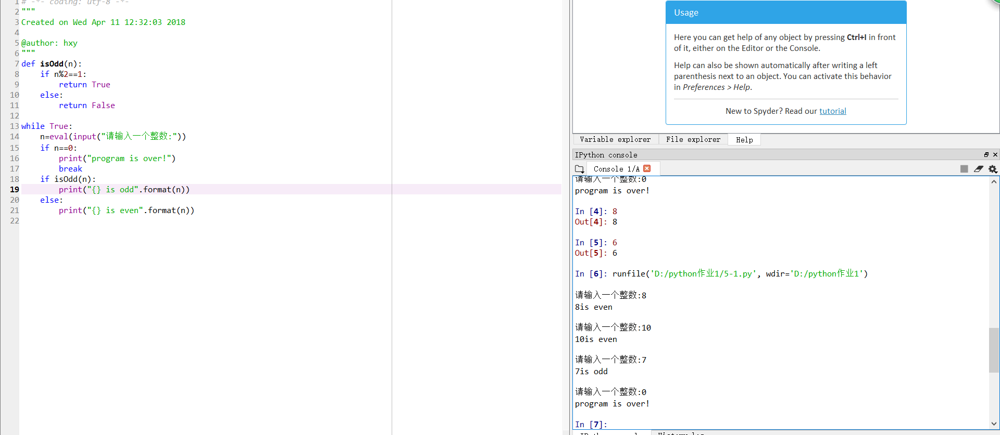 1 # -*- coding: utf-8 -*-
2 """
3 Created on Wed Apr 11 12:32:03 2018
4
5 @author: hxy
6 """
7 def isOdd(n):
8     if n%2==1:
9         return True
10     else:
11         return False
12
13 while True:
14     n=eval(input("请输入一个整数:"))
15     if n==0:
16         print("program is over!")
17         break
18     if isOdd(n):
19         print("{} is odd".format(n))
20     else:
21         print("{} is even".format(n))
22
Usage
Here you can get help of any object by pressing Ctrl+I in front
of it, either on the Editor or the Console.
Help can also be shown automatically after writing a left
parenthesis next to an object. You can activate this behavior
in Preferences > Help.
New to Spyder? Read our tutorial
Variable explorer File explorer Help
IPython console
Console 1/A
请输入一个整数:0
program is over!
In [4]: 8
Out[4]: 8
In [5]: 6
Out[5]: 6
In [6]: runfile('D:/python作业1/5-1.py', wdir='D:/python作业1')
请输入一个整数:8
8is even
请输入一个整数:10
10is even
请输入一个整数:7
7is odd
请输入一个整数:0
program is over!
In [7]: